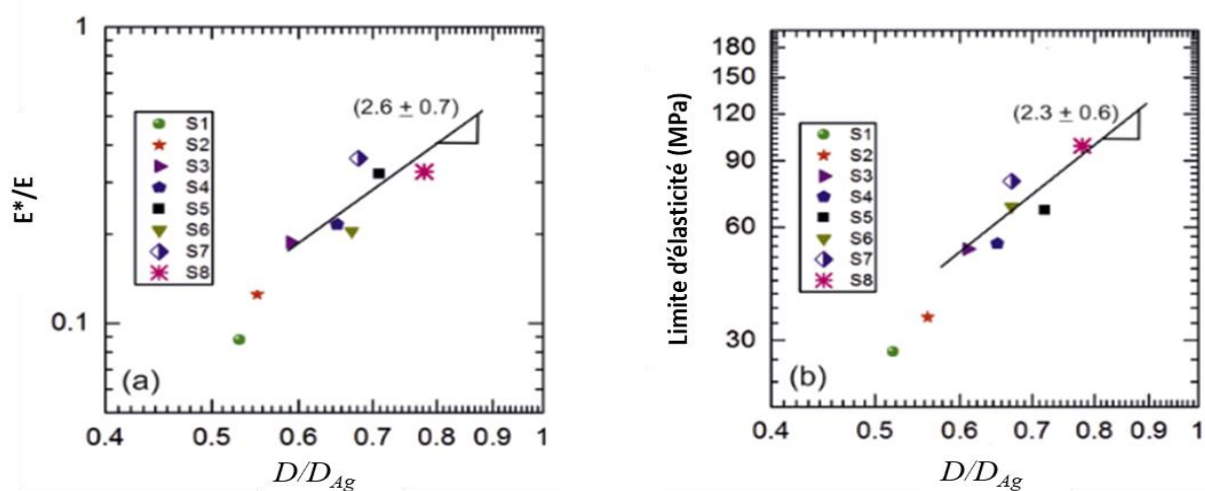 1
0.1
E*/E
(2.6 ± 0.7)
S1
S2
S3
S4
S5
S6
S7
S8
(a)
0.4 0.5 0.6 0.7 0.8 0.9 1
D/D_Ag
180
150
120
90
60
30
Limite d'élasticité (MPa)
(2.3 ± 0.6)
S1
S2
S3
S4
S5
S6
S7
S8
(b)
0.4 0.5 0.6 0.7 0.8 0.9 1
D/D_Ag